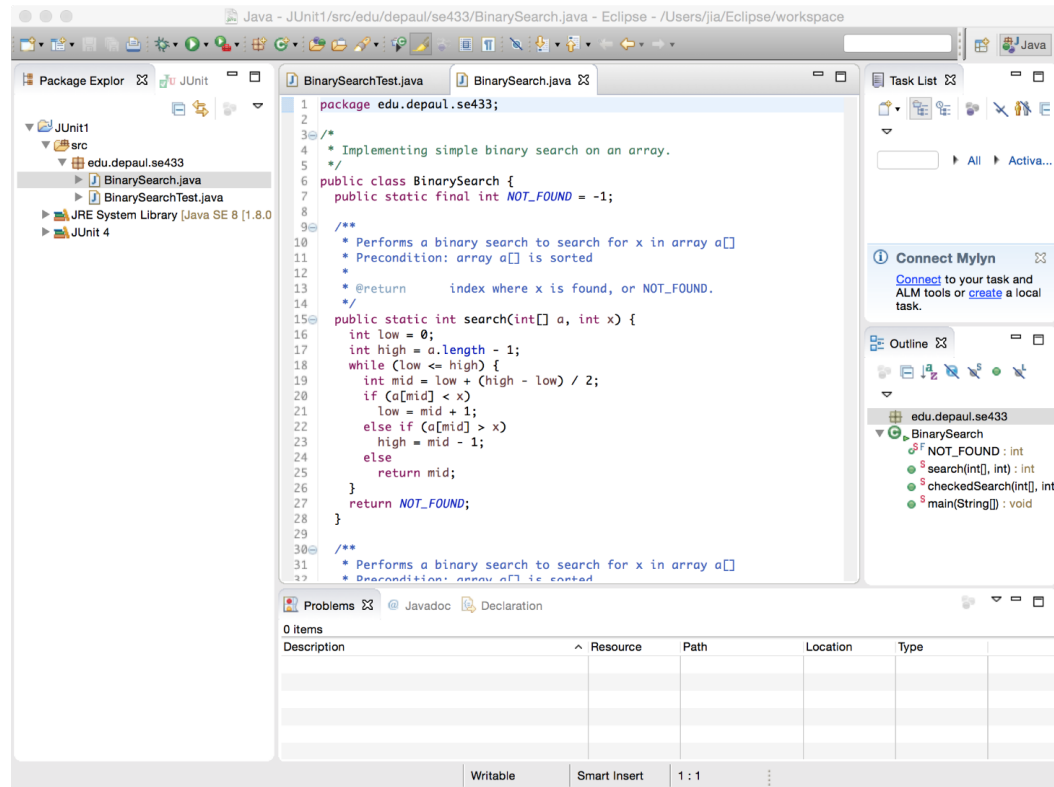 Java - JUnit1/src/edu/depaul/se433/BinarySearch.java - Eclipse - /Users/jia/Eclipse/workspace
Java
Package Explor
JUnit
JUnit1
src
edu.depaul.se433
BinarySearch.java
BinarySearchTest.java
JRE System Library [Java SE 8 [1.8.0
JUnit 4
BinarySearchTest.java
BinarySearch.java
1 package edu.depaul.se433;
2
3 /*
4  * Implementing simple binary search on an array.
5  */
6 public class BinarySearch {
7   public static final int NOT_FOUND = -1;
8
9   /**
10    * Performs a binary search to search for x in array a[]
11    * Precondition: array a[] is sorted
12    *
13    * @return      index where x is found, or NOT_FOUND.
14    */
15   public static int search(int[] a, int x) {
16     int low = 0;
17     int high = a.length - 1;
18     while (low <= high) {
19       int mid = low + (high - low) / 2;
20       if (a[mid] < x)
21         low = mid + 1;
22       else if (a[mid] > x)
23         high = mid - 1;
24       else
25         return mid;
26     }
27     return NOT_FOUND;
28   }
29
30   /**
31    * Performs a binary search to search for x in array a[]
32    * Precondition: array a[] is sorted
Task List
All
Activa...
Connect Mylyn
Connect to your task and
ALM tools or create a local
task.
Outline
edu.depaul.se433
BinarySearch
NOT_FOUND : int
search(int[], int) : int
checkedSearch(int[], int
main(String[]) : void
Problems
@ Javadoc
Declaration
0 items
Description Resource Path Location Type
Writable Smart Insert 1 : 1